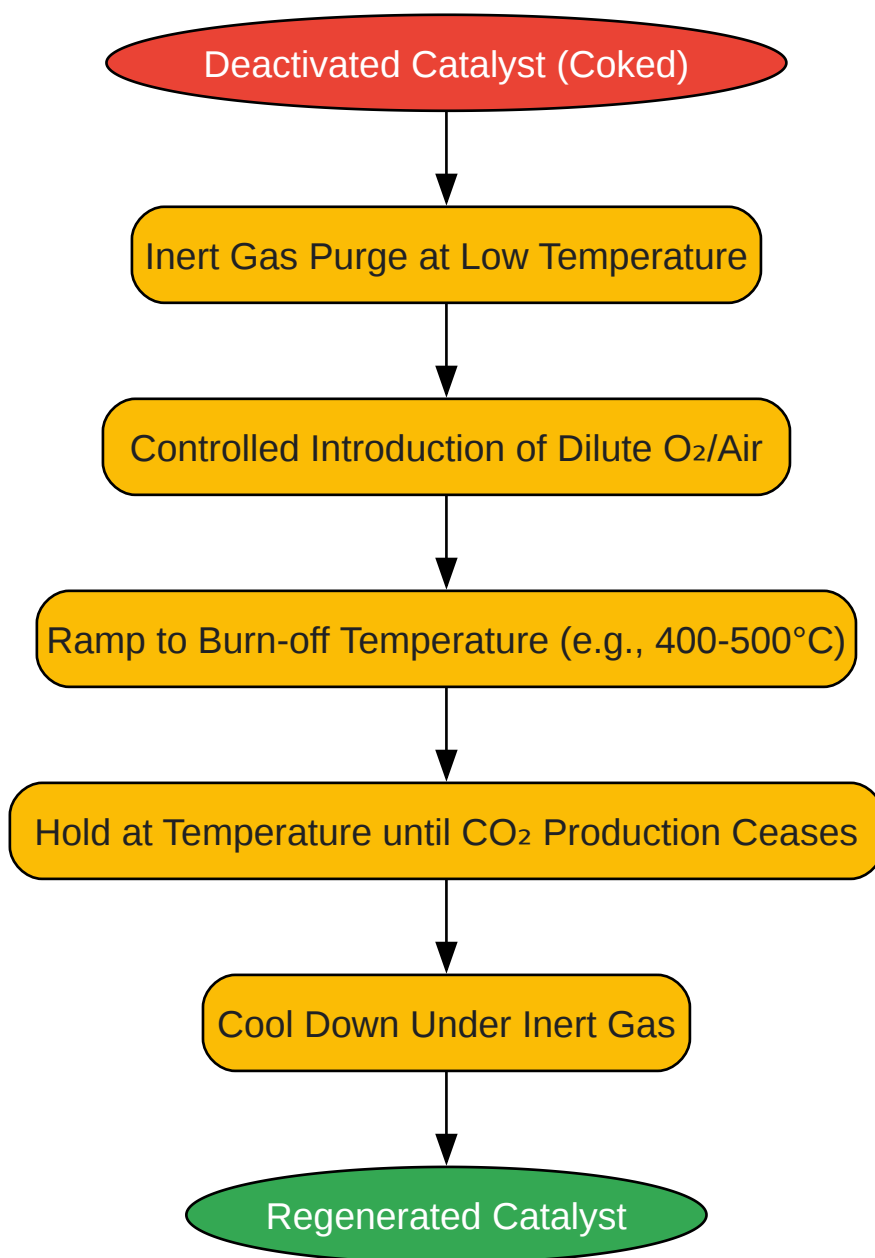 Deactivated Catalyst (Coked)
Inert Gas Purge at Low Temperature
Controlled Introduction of Dilute O₂/Air
Ramp to Burn-off Temperature (e.g., 400-500°C)
Hold at Temperature until CO₂ Production Ceases
Cool Down Under Inert Gas
Regenerated Catalyst